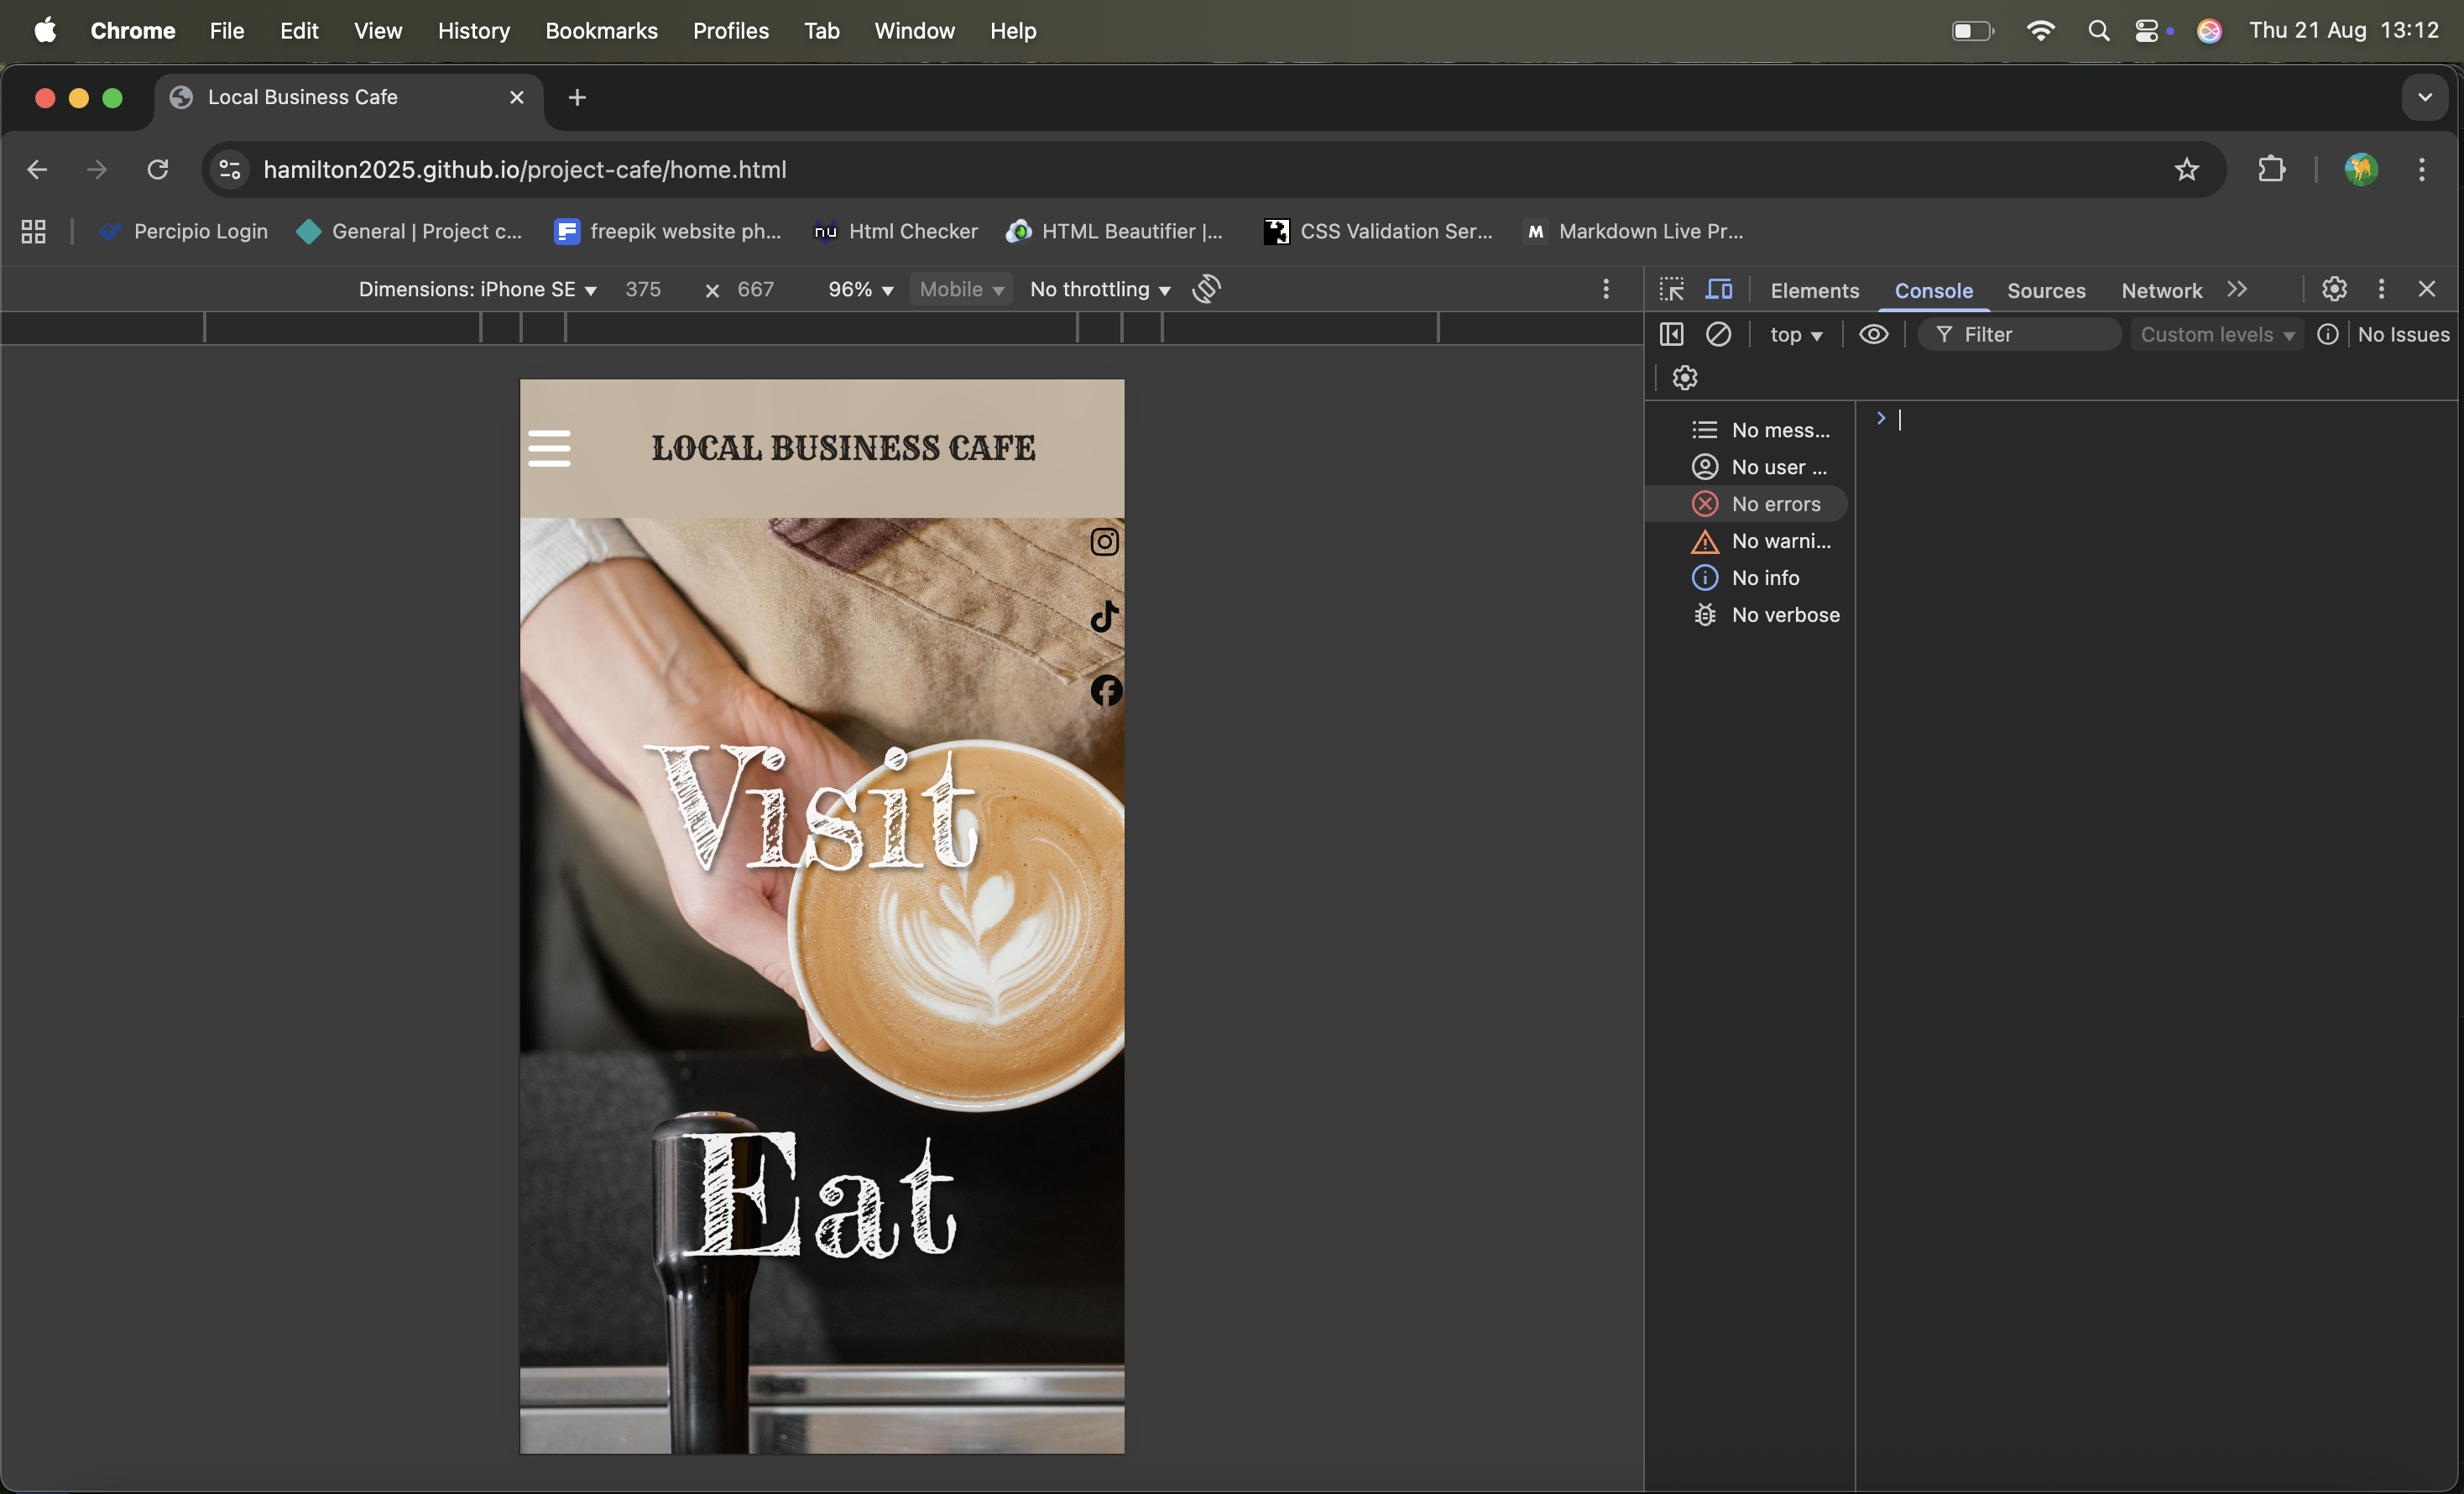 Chrome File Edit View History Bookmarks Profiles Tab Window Help Thu 21 Aug 13:12
Local Business Cafe
hamilton2025.github.io/project-cafe/home.html
Percipio Login General | Project c... freepik website ph... nu Html Checker HTML Beautifier |... CSS Validation Ser... M Markdown Live Pr...
Dimensions: iPhone SE 375 × 667 96% Mobile No throttling
Elements Console Sources Network
top Filter Custom levels No Issues
LOCAL BUSINESS CAFE
Visit
Eat
No mess...
No user ...
No errors
No warni...
No info
No verbose